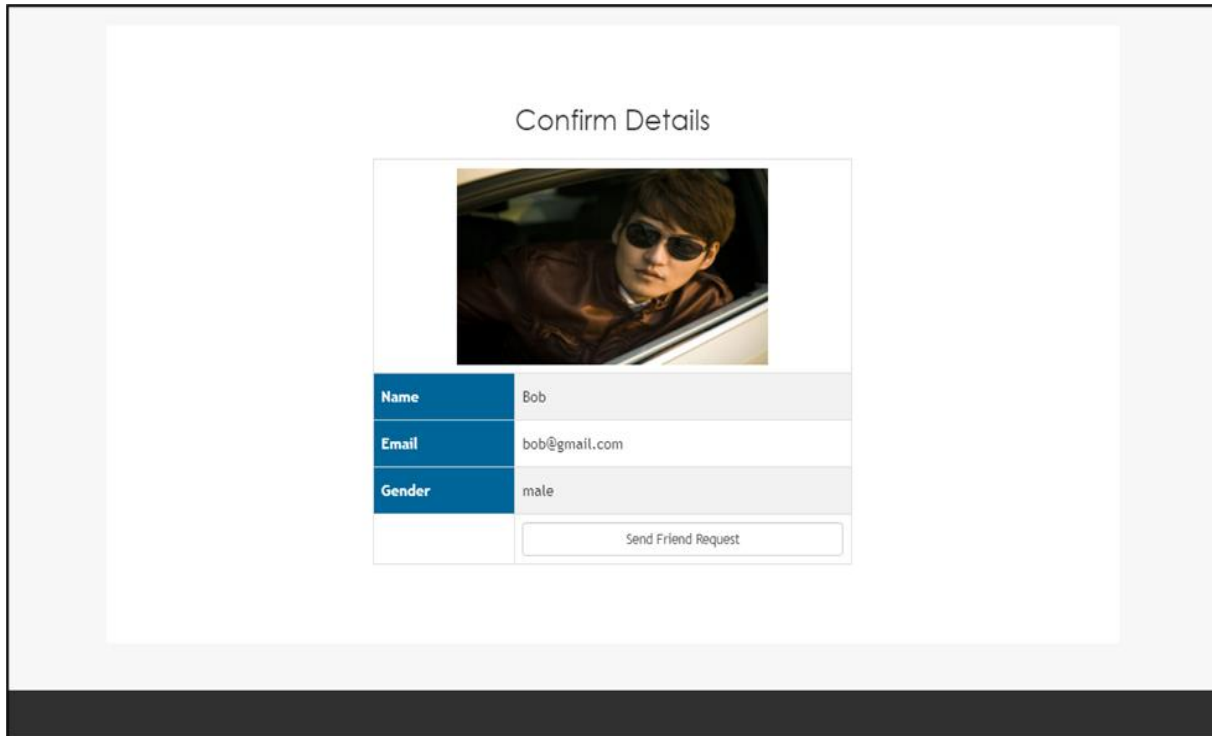 Confirm Details
Name Bob
Email bob@gmail.com
Gender male
Send Friend Request